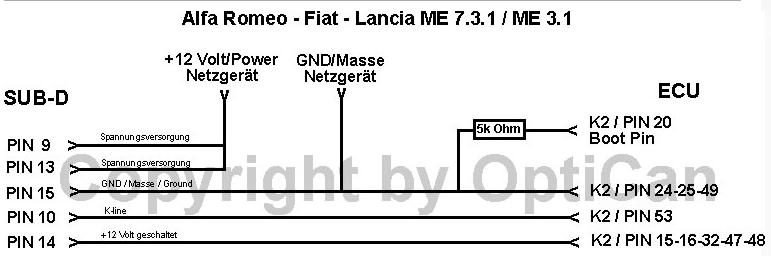 Alfa Romeo - Fiat - Lancia ME 7.3.1 / ME 3.1
+12 Volt/Power
Netzgerät
GND/Masse
Netzgerät
SUB-D
ECU
5k Ohm
K2 / PIN 20
Boot Pin
PIN 9
Spannungsversorgung
PIN 13
Spannungsversorgung
PIN 15
GND / Masse / Ground
K2 / PIN 24-25-49
PIN 10
K-line
K2 / PIN 53
PIN 14
+12 Volt geschaltet
K2 / PIN 15-16-32-47-48
Copyright by OptiCan